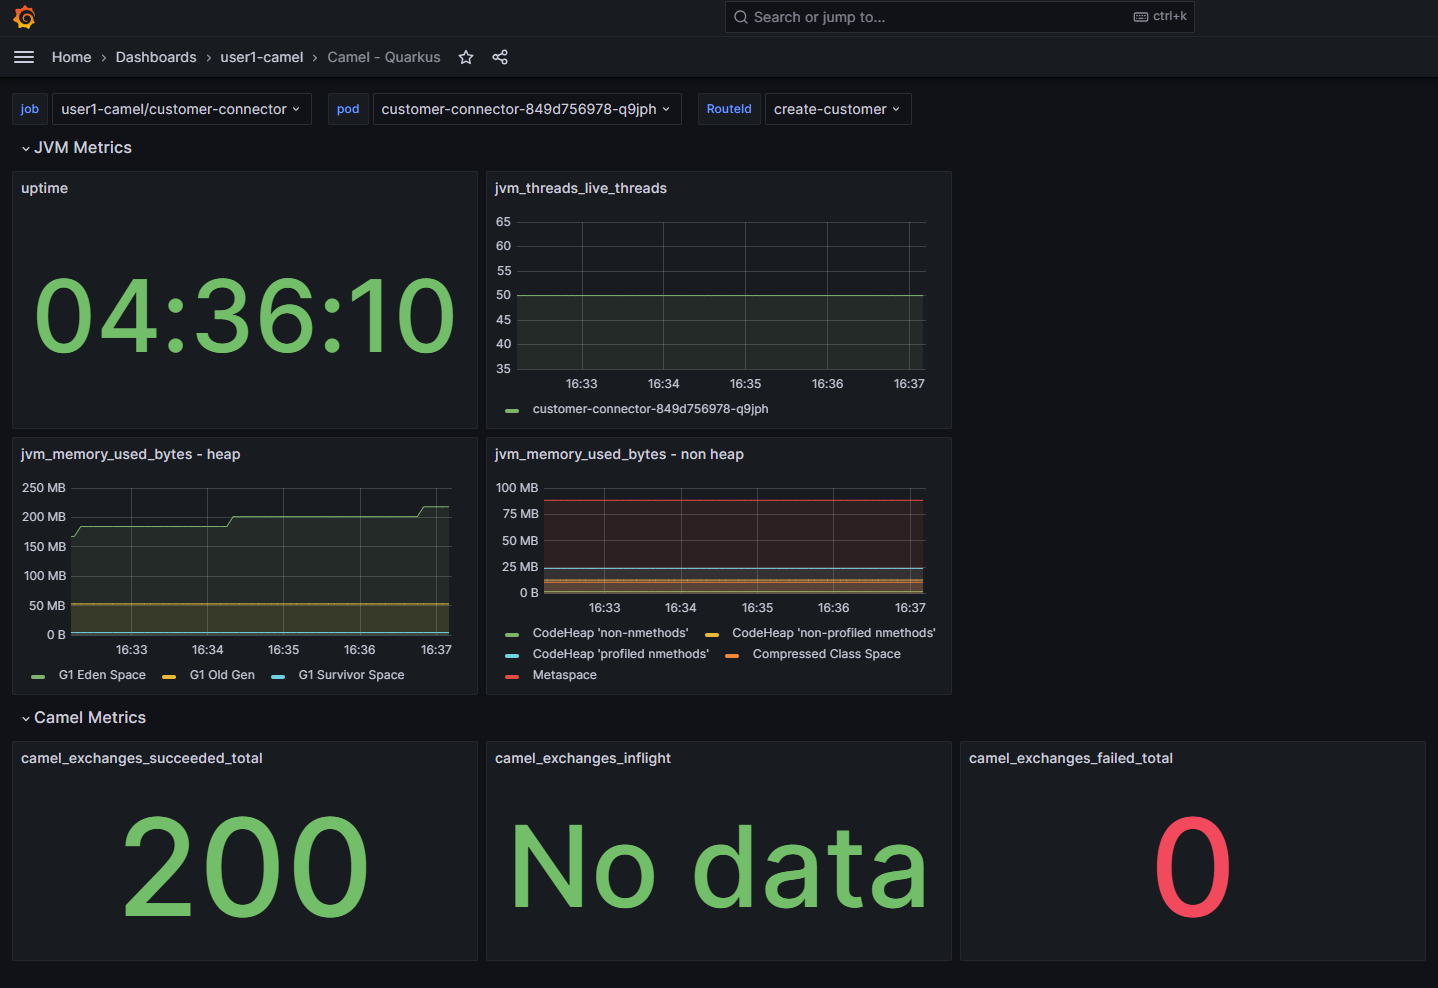 Search or jump to...
ctrl+k
Home › Dashboards › user1-camel › Camel - Quarkus
job user1-camel/customer-connector pod customer-connector-849d756978-q9jph RouteId create-customer
JVM Metrics
uptime
04:36:10
jvm_threads_live_threads
65
60
55
50
45
40
35
16:33 16:34 16:35 16:36 16:37
customer-connector-849d756978-q9jph
jvm_memory_used_bytes - heap
250 MB
200 MB
150 MB
100 MB
50 MB
0 B
16:33 16:34 16:35 16:36 16:37
G1 Eden Space G1 Old Gen G1 Survivor Space
jvm_memory_used_bytes - non heap
100 MB
75 MB
50 MB
25 MB
0 B
16:33 16:34 16:35 16:36 16:37
CodeHeap 'non-nmethods' CodeHeap 'non-profiled nmethods'
CodeHeap 'profiled nmethods' Compressed Class Space
Metaspace
Camel Metrics
camel_exchanges_succeeded_total
200
camel_exchanges_inflight
No data
camel_exchanges_failed_total
0